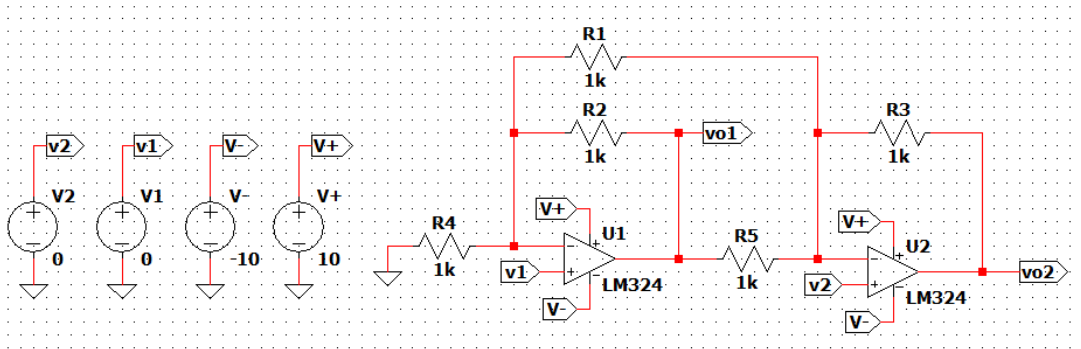 R1
1k
R2
1k
vo1
R3
1k
v2
v1
V-
V+
V2
0
V1
0
V-
-10
V+
10
R4
1k
V+
U1
−
+
+
−
v1
LM324
V-
R5
1k
V+
U2
−
+
+
−
v2
LM324
V-
vo2